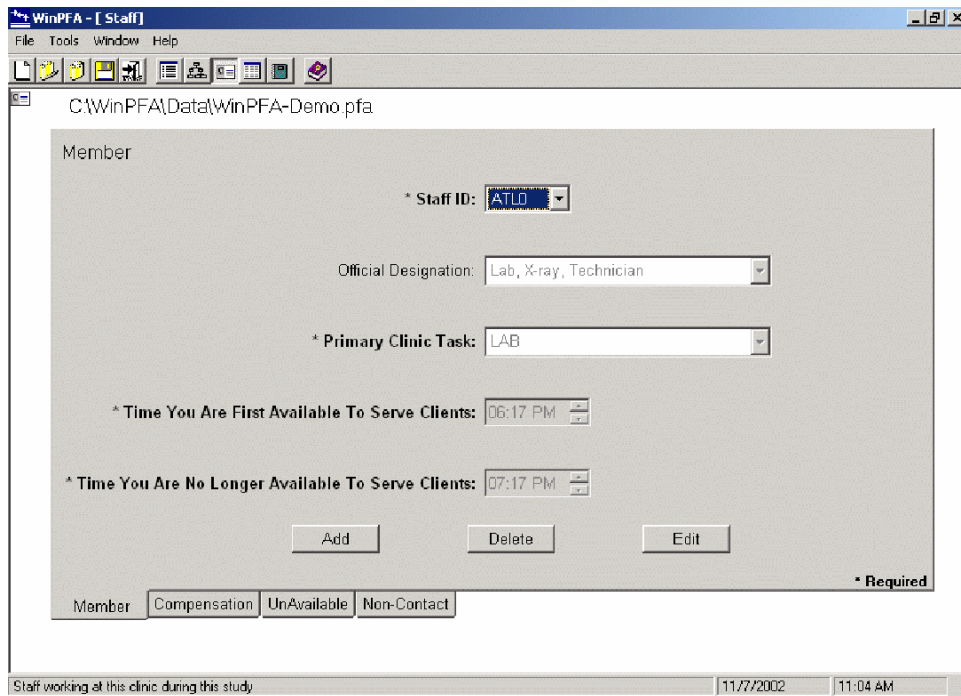 WinPFA - [ Staff]
File Tools Window Help
C:\WinPFA\Data\WinPFA-Demo.pfa
Member
* Staff ID: ATL0
Official Designation: Lab, X-ray, Technician
* Primary Clinic Task: LAB
* Time You Are First Available To Serve Clients: 06:17 PM
* Time You Are No Longer Available To Serve Clients: 07:17 PM
Add Delete Edit
* Required
Member Compensation UnAvailable Non-Contact
Staff working at this clinic during this study 11/7/2002 11:04 AM